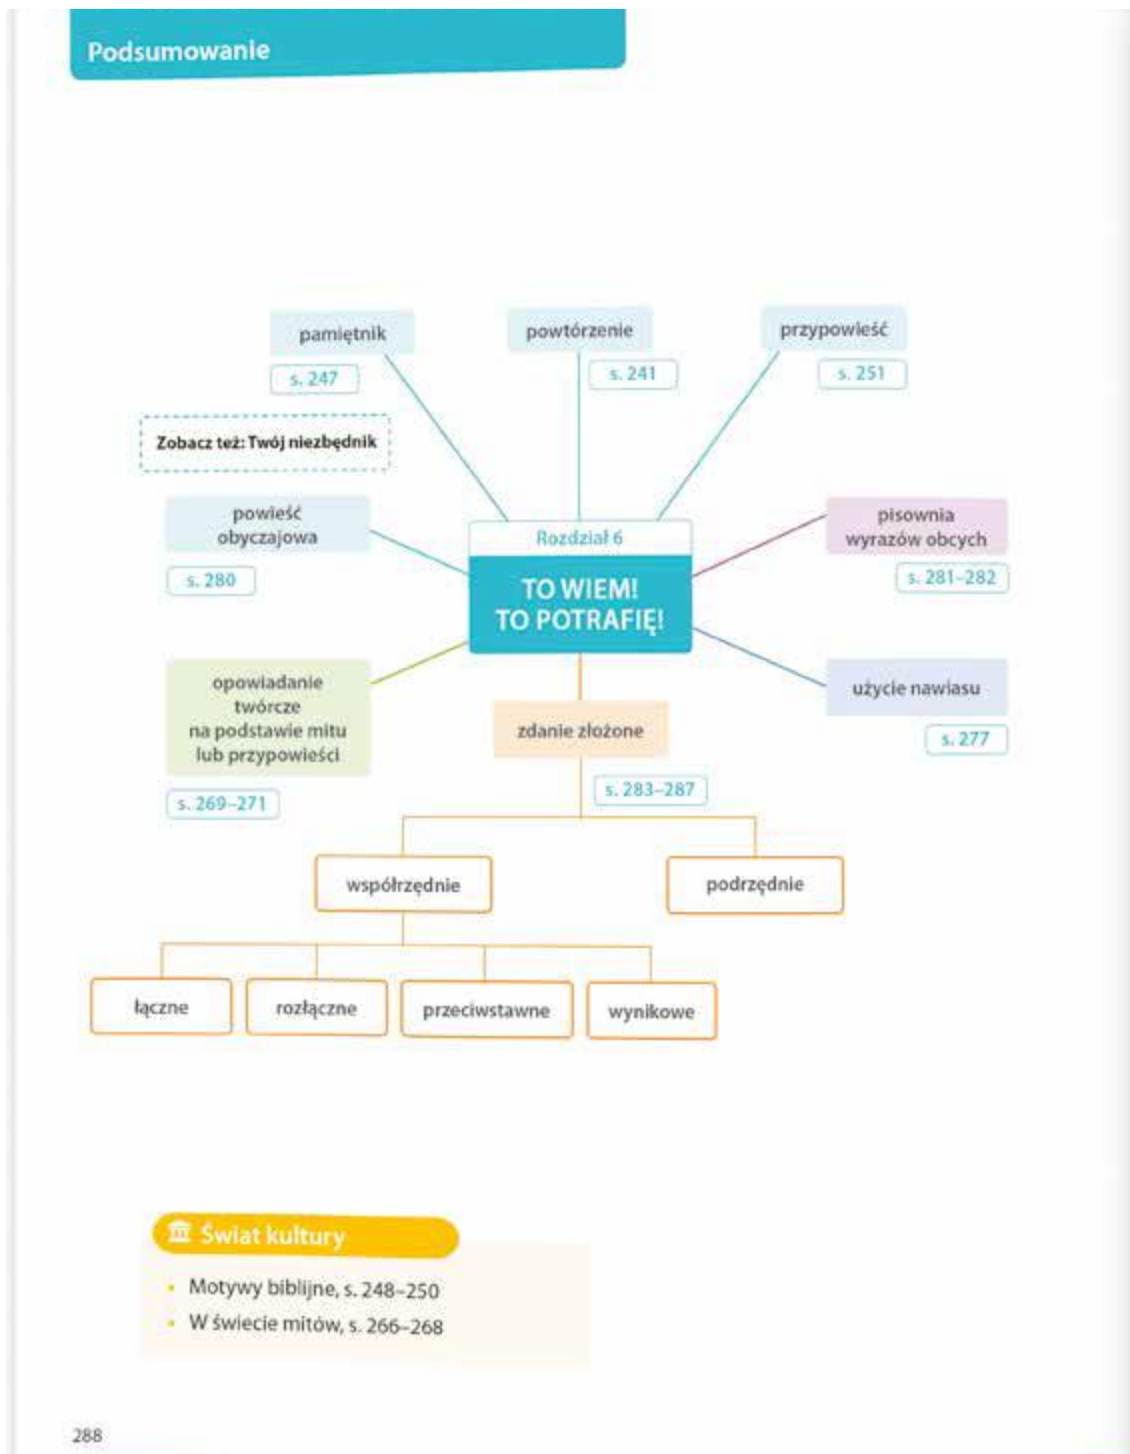 Podsumowanie
pamiętnik
s. 247
powtórzenie
s. 241
przypowieść
s. 251
Zobacz też: Twój niezbędnik
powieść
obyczajowa
s. 280
Rozdział 6
TO WIEM!
TO POTRAFIĘ!
pisownia
wyrazów obcych
s. 281–282
opowiadanie
twórcze
na podstawie mitu
lub przypowieści
s. 269–271
zdanie złożone
s. 283–287
użycie nawiasu
s. 277
współrzędnie
podrzędnie
łączne
rozłączne
przeciwstawne
wynikowe
Świat kultury
• Motywy biblijne, s. 248–250
• W świecie mitów, s. 266–268
288